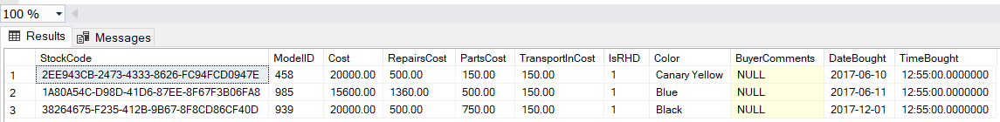 100 %
Results Messages
StockCode ModelID Cost RepairsCost PartsCost TransportInCost IsRHD Color BuyerComments DateBought TimeBought
1 2EE943CB-2473-4333-8626-FC94FCD0947E 458 20000.00 500.00 750.00 150.00 1 Canary Yellow NULL 2017-06-10 12:55:00.0000000
2 1A80A54C-D98D-41D6-87EE-8F67F3B06FA8 985 15600.00 1360.00 500.00 150.00 1 Blue NULL 2017-06-11 12:55:00.0000000
3 38264675-F235-412B-9B67-8F8CD86CF40D 939 20000.00 500.00 750.00 150.00 1 Black NULL 2017-12-01 12:55:00.0000000